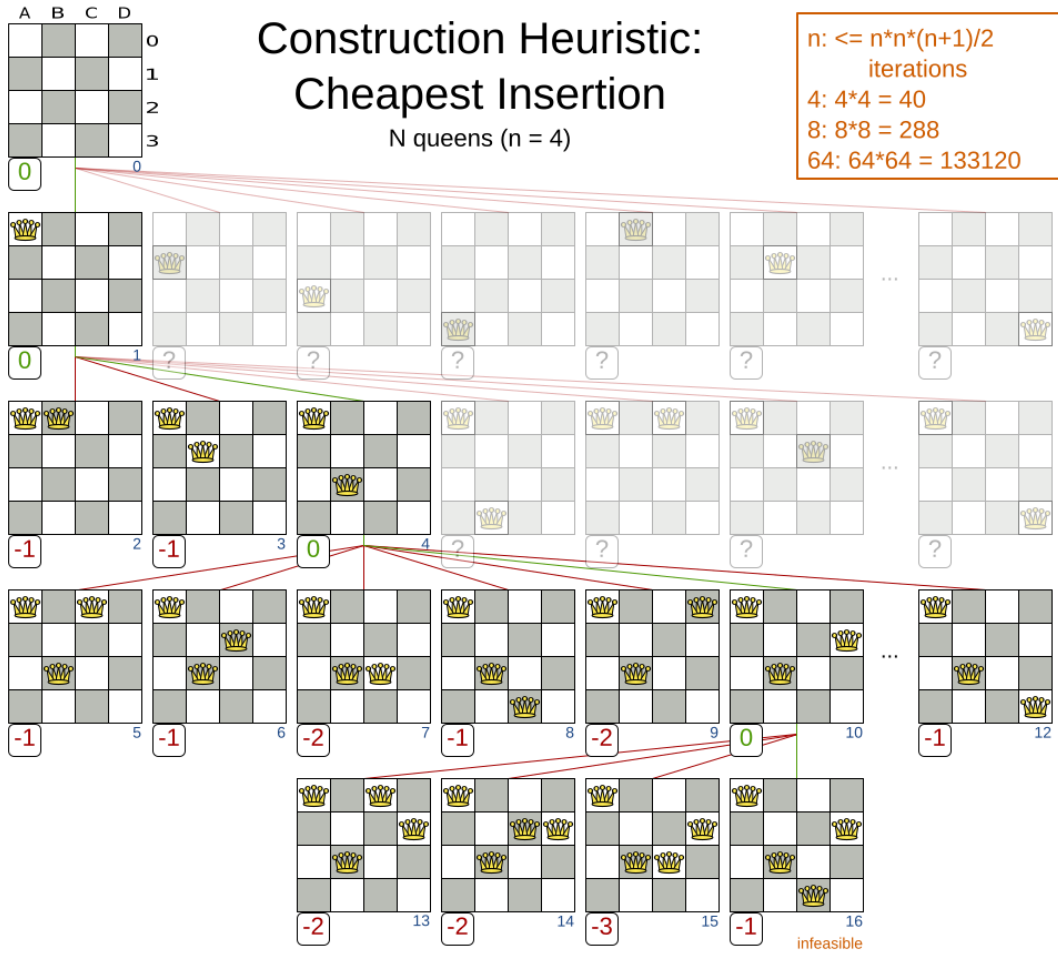 A B C D
Construction Heuristic:
Cheapest Insertion
N queens (n = 4)
n: <= n*n*(n+1)/2
iterations
4: 4*4 = 40
8: 8*8 = 288
64: 64*64 = 133120
0
1
2
3
0 0
0 1 ? ? ? ? ? ... ?
-1 2 -1 3 0 4 ? ? ? ... ?
-1 5 -1 6 -2 7 -1 8 -2 9 0 10 ... -1 12
-2 13 -2 14 -3 15 -1 16
infeasible